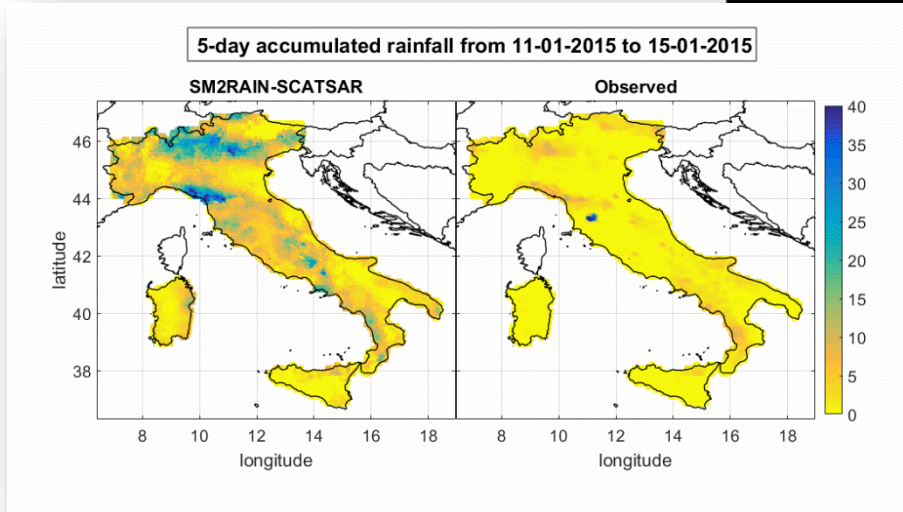 5-day accumulated rainfall from 11-01-2015 to 15-01-2015
SM2RAIN-SCATSAR
Observed
46
44
42
40
38
latitude
8 10 12 14 16 18
longitude
8 10 12 14 16 18
longitude
40
35
30
25
20
15
10
5
0